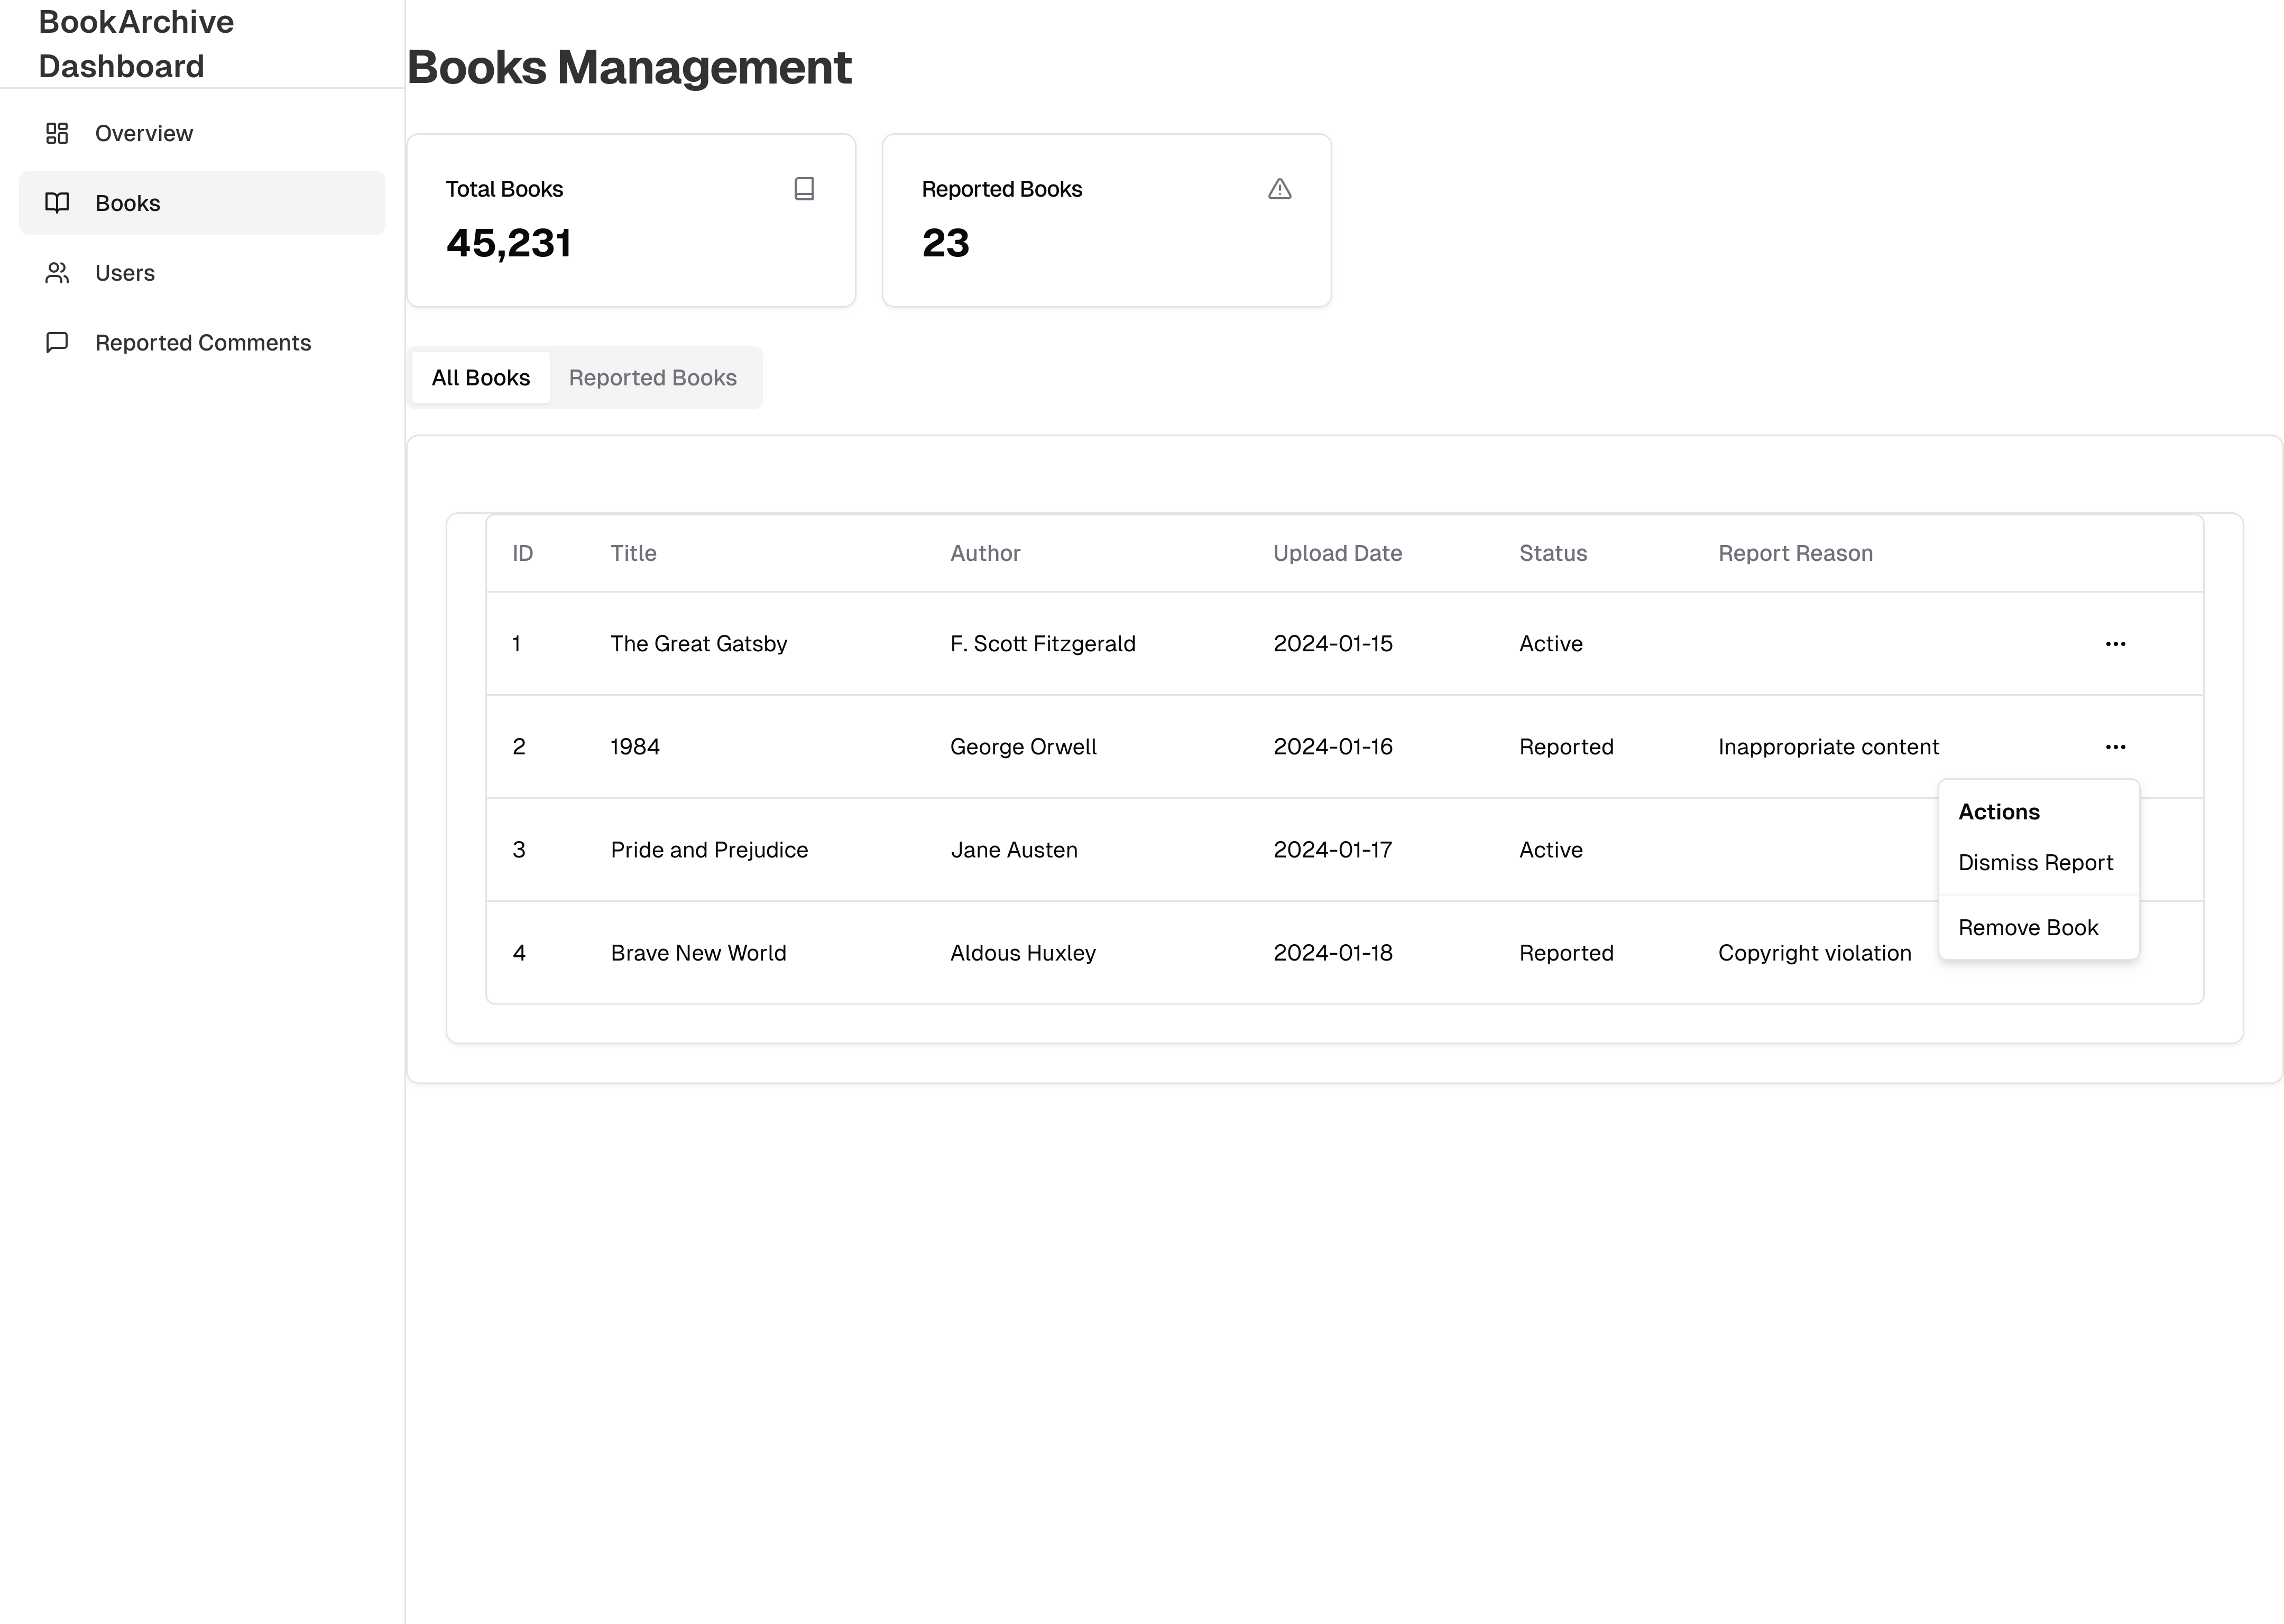 BookArchive
Dashboard
Overview
Books
Users
Reported Comments
Books Management
Total Books
45,231
Reported Books
23
All Books Reported Books
ID Title Author Upload Date Status Report Reason
1 The Great Gatsby F. Scott Fitzgerald 2024-01-15 Active
2 1984 George Orwell 2024-01-16 Reported Inappropriate content
3 Pride and Prejudice Jane Austen 2024-01-17 Active
4 Brave New World Aldous Huxley 2024-01-18 Reported Copyright violation
Actions
Dismiss Report
Remove Book